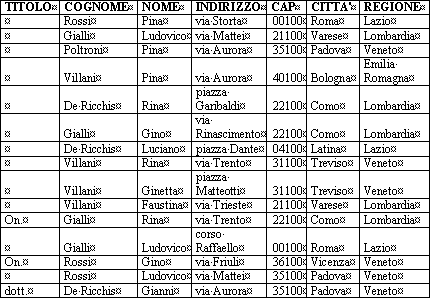 TITOLO¤ COGNOME¤ NOME¤ INDIRIZZO¤ CAP¤ CITTA'¤ REGIONE¤
¤ Rossi¤ Pina¤ via·Storta¤ 00100¤ Roma¤ Lazio¤
¤ Gialli¤ Ludovico¤ via·Mattei¤ 21100¤ Varese¤ Lombardia¤
¤ Poltroni¤ Pina¤ via·Aurora¤ 35100¤ Padova¤ Veneto¤
Emilia·
¤ Villani¤ Pina¤ via·Aurora¤ 40100¤ Bologna¤ Romagna¤
piazza·
¤ De·Ricchis¤ Rina¤ Garibaldi¤ 22100¤ Como¤ Lombardia¤
via·
¤ Gialli¤ Gino¤ Rinascimento¤ 22100¤ Como¤ Lombardia¤
¤ De·Ricchis¤ Luciano¤ piazza·Dante¤ 04100¤ Latina¤ Lazio¤
¤ Villani¤ Rina¤ via·Trento¤ 31100¤ Treviso¤ Veneto¤
piazza·
¤ Villani¤ Ginetta¤ Matteotti¤ 31100¤ Treviso¤ Veneto¤
¤ Villani¤ Faustina¤ via·Trieste¤ 21100¤ Varese¤ Lombardia¤
On.¤ Gialli¤ Rina¤ via·Trento¤ 22100¤ Como¤ Lombardia¤
corso·
¤ Gialli¤ Ludovico¤ Raffaello¤ 00100¤ Roma¤ Lazio¤
On.¤ Rossi¤ Gino¤ via·Friuli¤ 36100¤ Vicenza¤ Veneto¤
¤ Rossi¤ Ludovico¤ via·Mattei¤ 35100¤ Padova¤ Veneto¤
dott.¤ De·Ricchis¤ Gianni¤ via·Aurora¤ 35100¤ Padova¤ Veneto¤